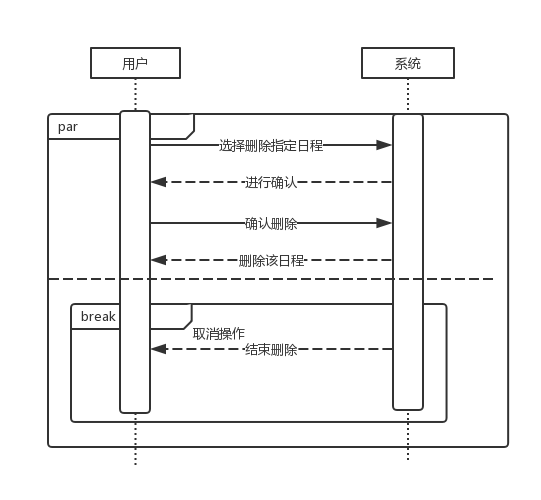 用户
系统
par
选择删除指定日程
进行确认
确认删除
删除该日程
break
取消操作
结束删除